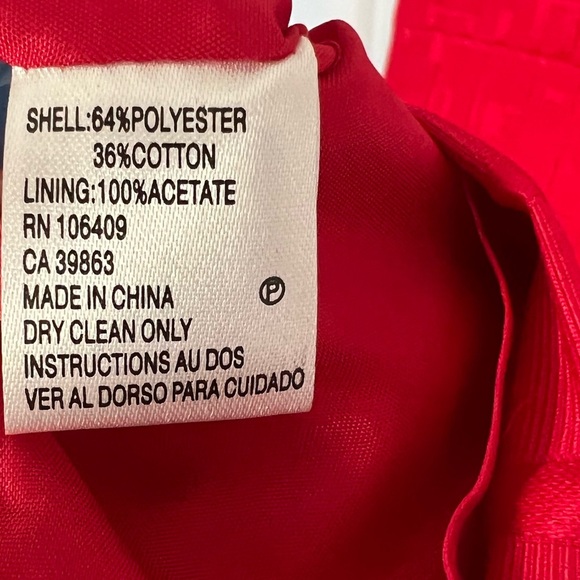 SHELL:64%POLYESTER
36%COTTON
LINING:100%ACETATE
RN 106409
CA 39863
MADE IN CHINA
Ⓟ
DRY CLEAN ONLY
INSTRUCTIONS AU DOS
VER AL DORSO PARA CUIDADO